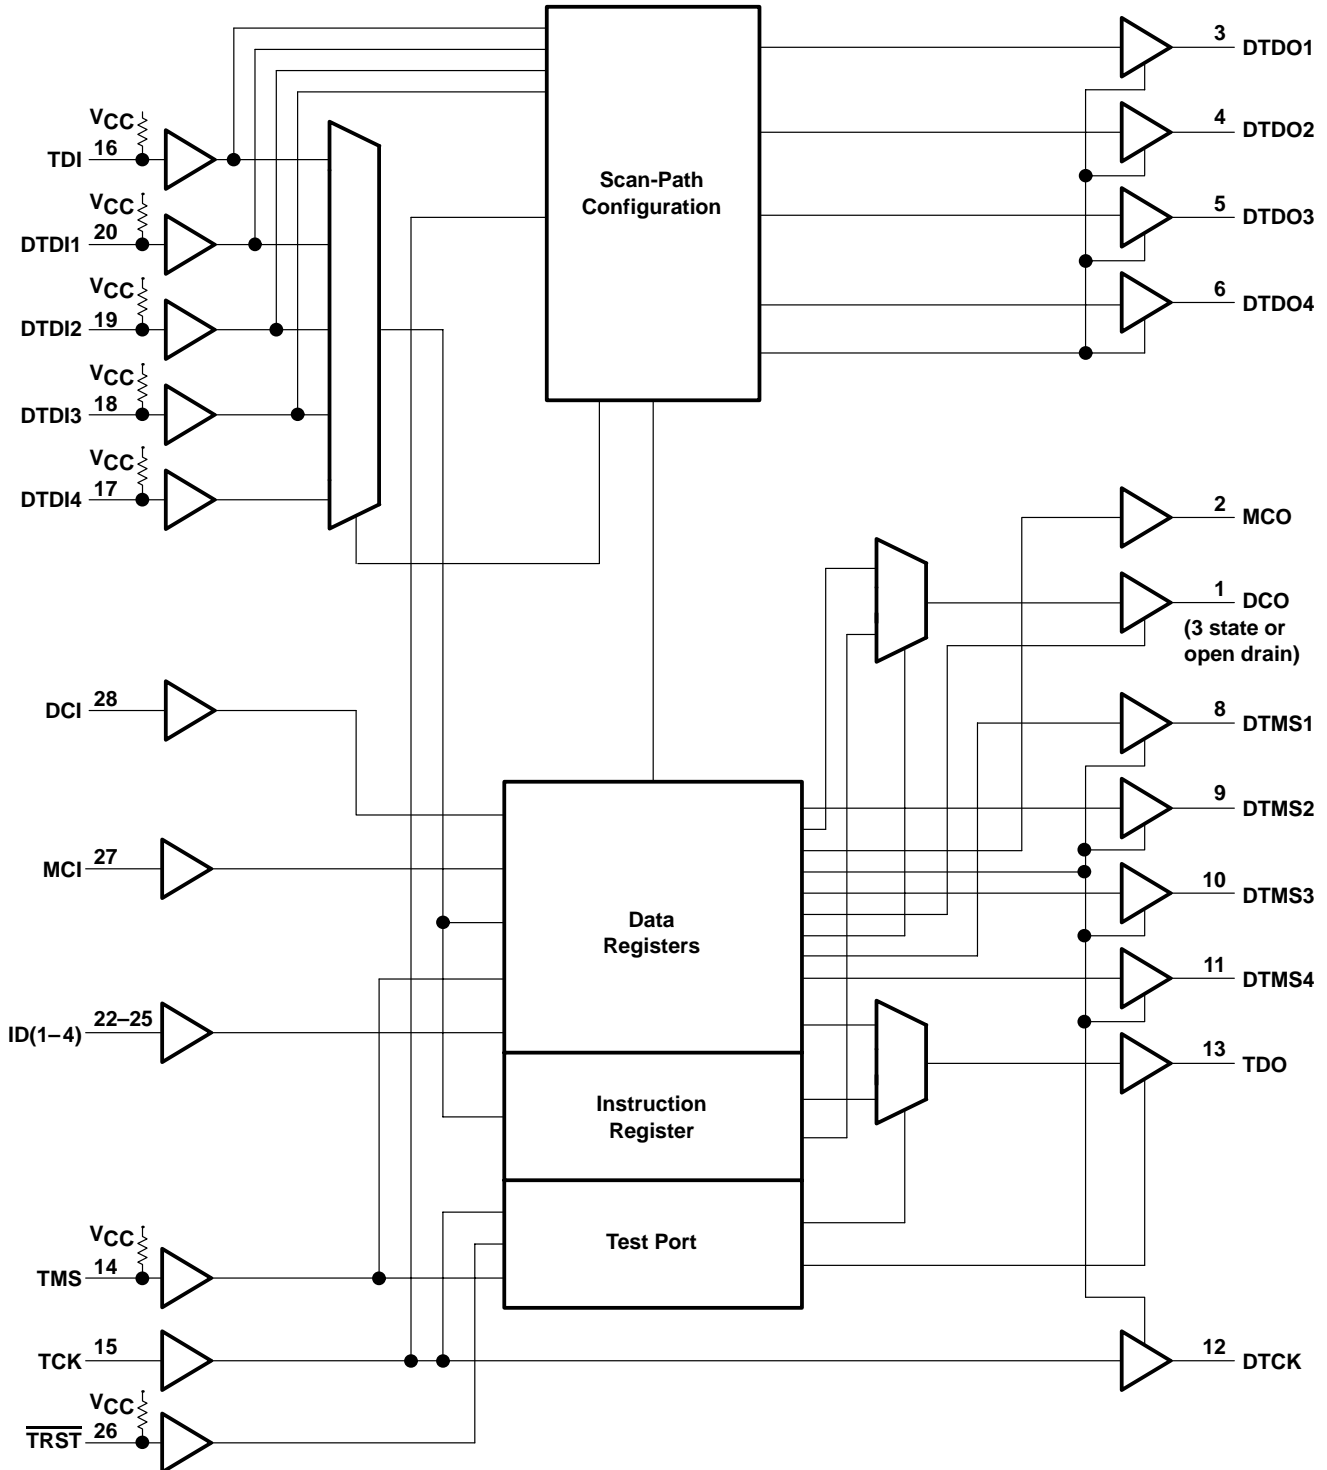 3
DTDO1
4
DTDO2
5
DTDO3
6
DTDO4
Scan-Path
Configuration
VCC
TDI 16
VCC
DTDI1 20
VCC
DTDI2 19
VCC
DTDI3 18
VCC
DTDI4 17
2
MCO
1
DCO
(3 state or
open drain)
DCI 28
8
DTMS1
9
DTMS2
MCI 27
10
DTMS3
Data
Registers
11
DTMS4
ID(1–4) 22–25
13
TDO
Instruction
Register
Test Port
VCC
TMS 14
TCK 15
12
DTCK
VCC
TRST 26